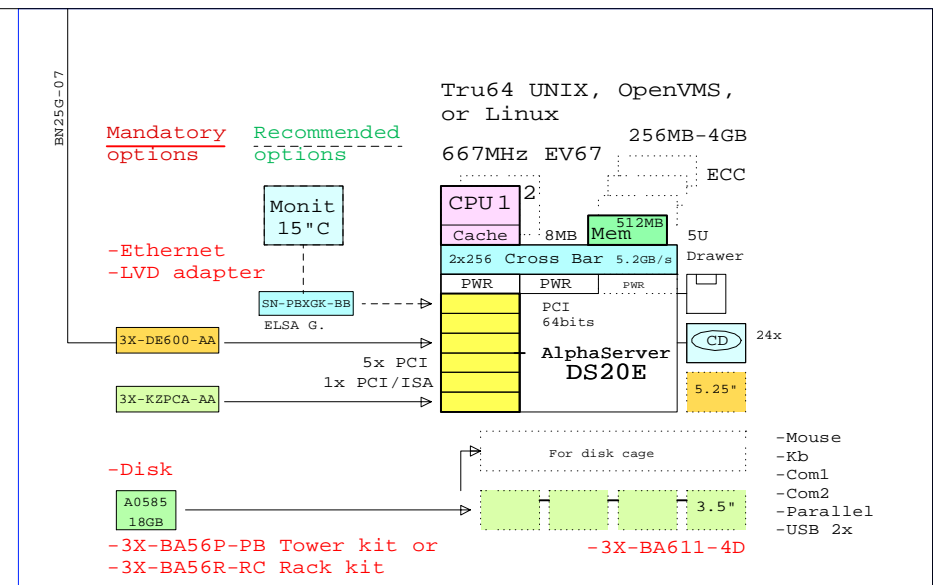 BN25G-07
Mandatory
options
Recommended
options
Tru64 UNIX, OpenVMS,
or Linux
667MHz EV67
256MB-4GB
ECC
Monit
15"C
CPU 1
2
Cache
8MB
512MB
Mem
5U
Drawer
2x256 Cross Bar 5.2GB/s
PWR
PWR
PWR
-Ethernet
-LVD adapter
SN-PBXGK-BB
ELSA G.
PCI
64bits
3X-DE600-AA
CD
24x
AlphaServer
DS20E
5x PCI
1x PCI/ISA
3X-KZPCA-AA
5.25"
For disk cage
-Mouse
-Kb
-Com1
-Com2
-Parallel
-USB 2x
-Disk
A0585
18GB
3.5"
-3X-BA56P-PB Tower kit or
-3X-BA56R-RC Rack kit
-3X-BA611-4D